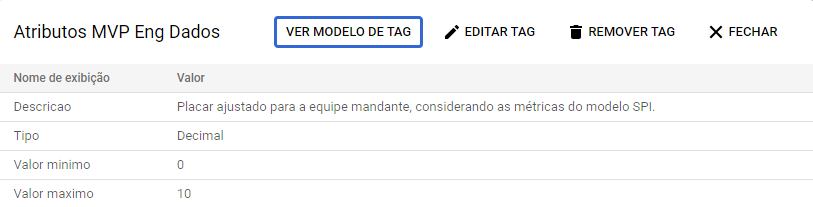 Atributos MVP Eng Dados VER MODELO DE TAG EDITAR TAG REMOVER TAG FECHAR
Nome de exibição Valor
Descricao Placar ajustado para a equipe mandante, considerando as métricas do modelo SPI.
Tipo Decimal
Valor minimo 0
Valor maximo 10